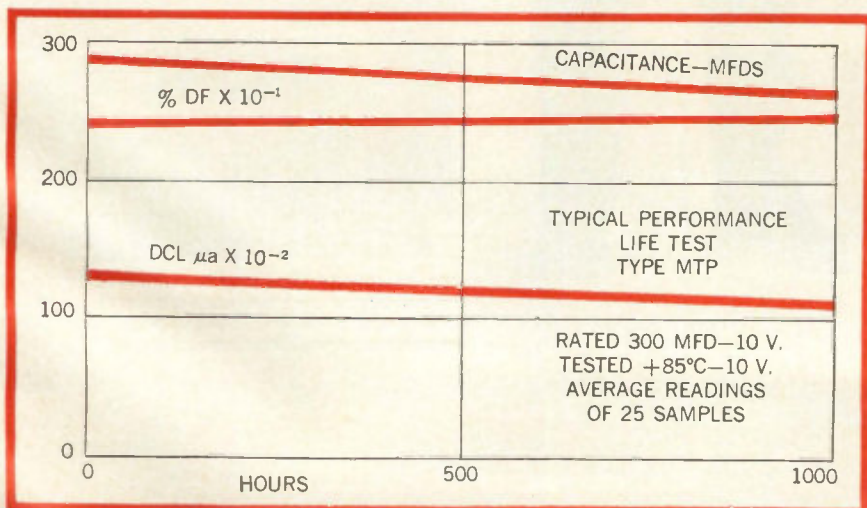 300
CAPACITANCE—MFDS
% DF X 10⁻¹
200
TYPICAL PERFORMANCE
LIFE TEST
TYPE MTP
DCL μa X 10⁻²
100
RATED 300 MFD—10 V.
TESTED +85°C—10 V.
AVERAGE READINGS
OF 25 SAMPLES
0
0 HOURS 500 1000